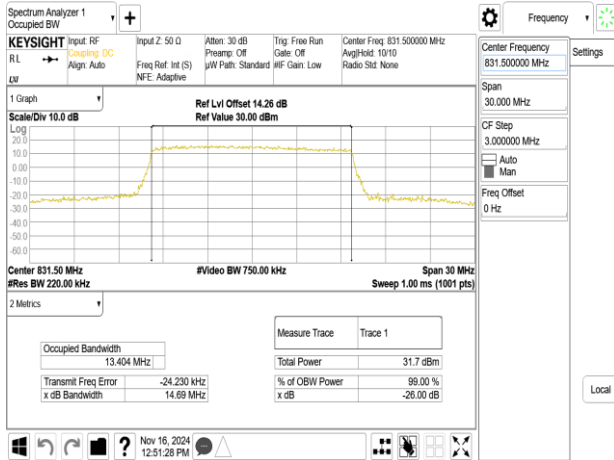 Spectrum Analyzer 1
Occupied BW
Frequency
KEYSIGHT
RL
LXI
Input: RF
Coupling: DC
Align: Auto
Input Z: 50 Ω
Freq Ref: Int (S)
NFE: Adaptive
Atten: 30 dB
Preamp: Off
µW Path: Standard
Trig: Free Run
Gate: Off
#IF Gain: Low
Center Freq: 831.500000 MHz
Avg|Hold: 10/10
Radio Std: None
Center Frequency
831.500000 MHz
Settings
Span
30.000 MHz
CF Step
3.000000 MHz
Auto
Man
Freq Offset
0 Hz
Local
1 Graph
Scale/Div 10.0 dB
Ref Lvl Offset 14.26 dB
Ref Value 30.00 dBm
Log
20.0
10.0
0.00
-10.0
-20.0
-30.0
-40.0
-50.0
-60.0
Center 831.50 MHz
#Video BW 750.00 kHz
Span 30 MHz
#Res BW 220.00 kHz
Sweep 1.00 ms (1001 pts)
2 Metrics
Occupied Bandwidth
13.404 MHz
Transmit Freq Error -24.230 kHz
x dB Bandwidth 14.69 MHz
Measure Trace Trace 1
Total Power 31.7 dBm
% of OBW Power 99.00 %
x dB -26.00 dB
?
Nov 16, 2024
12:51:28 PM